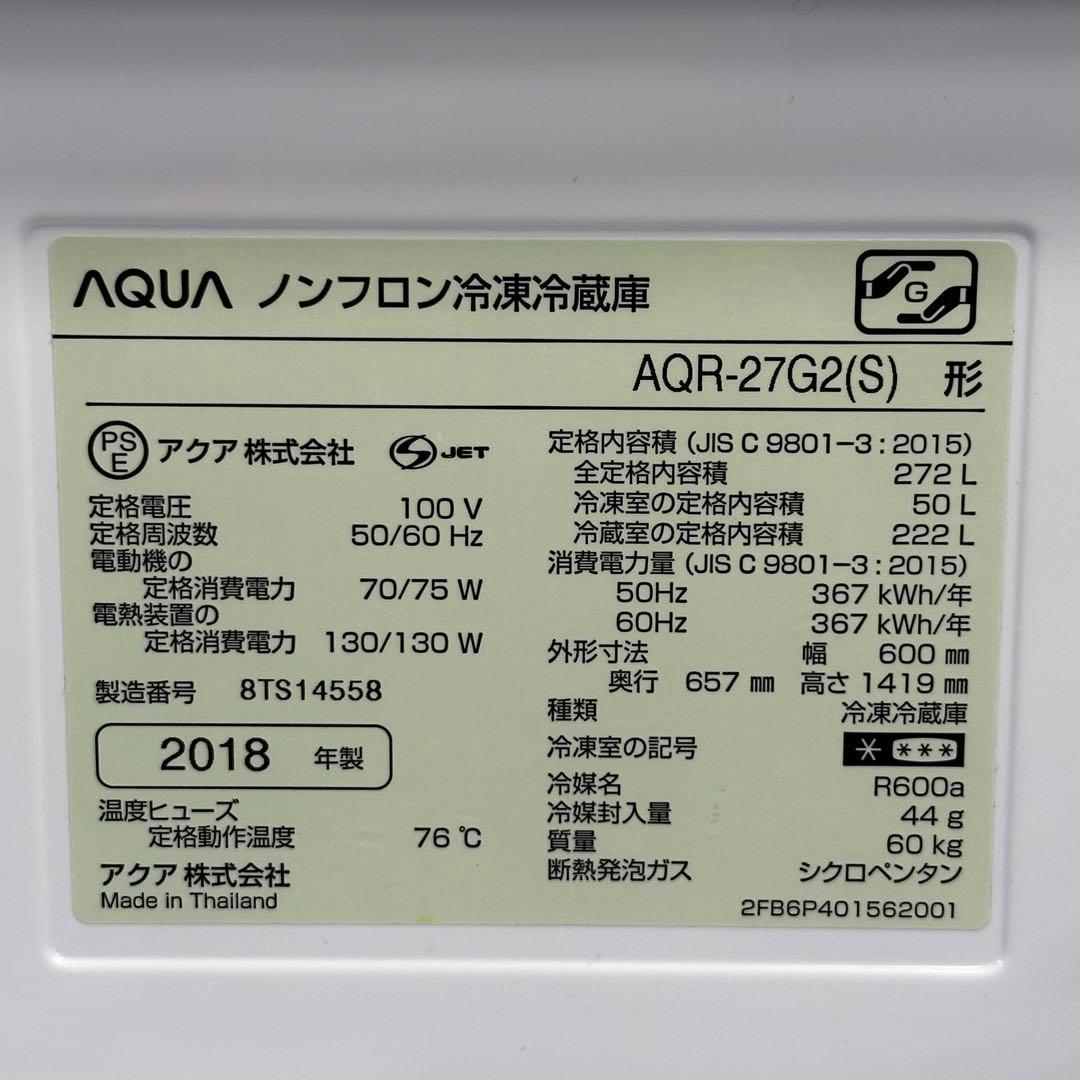 AQUA ノンフロン冷凍冷蔵庫
G
AQR-27G2(S) 形
PS
E
アクア 株式会社
S JET
定格電圧 100 V
定格周波数 50/60 Hz
電動機の
定格消費電力 70/75 W
電熱装置の
定格消費電力 130/130 W
製造番号 8TS14558
2018 年製
温度ヒューズ
定格動作温度 76 ℃
アクア 株式会社
Made in Thailand
定格内容積 (JIS C 9801-3 : 2015)
全定格内容積 272 L
冷凍室の定格内容積 50 L
冷蔵室の定格内容積 222 L
消費電力量 (JIS C 9801-3 : 2015)
50Hz 367 kWh/年
60Hz 367 kWh/年
外形寸法 幅 600 ㎜
奥行 657 ㎜ 高さ 1419 ㎜
種類 冷凍冷蔵庫
冷凍室の記号 * ***
冷媒名 R600a
冷媒封入量 44 g
質量 60 kg
断熱発泡ガス シクロペンタン
2FB6P401562001